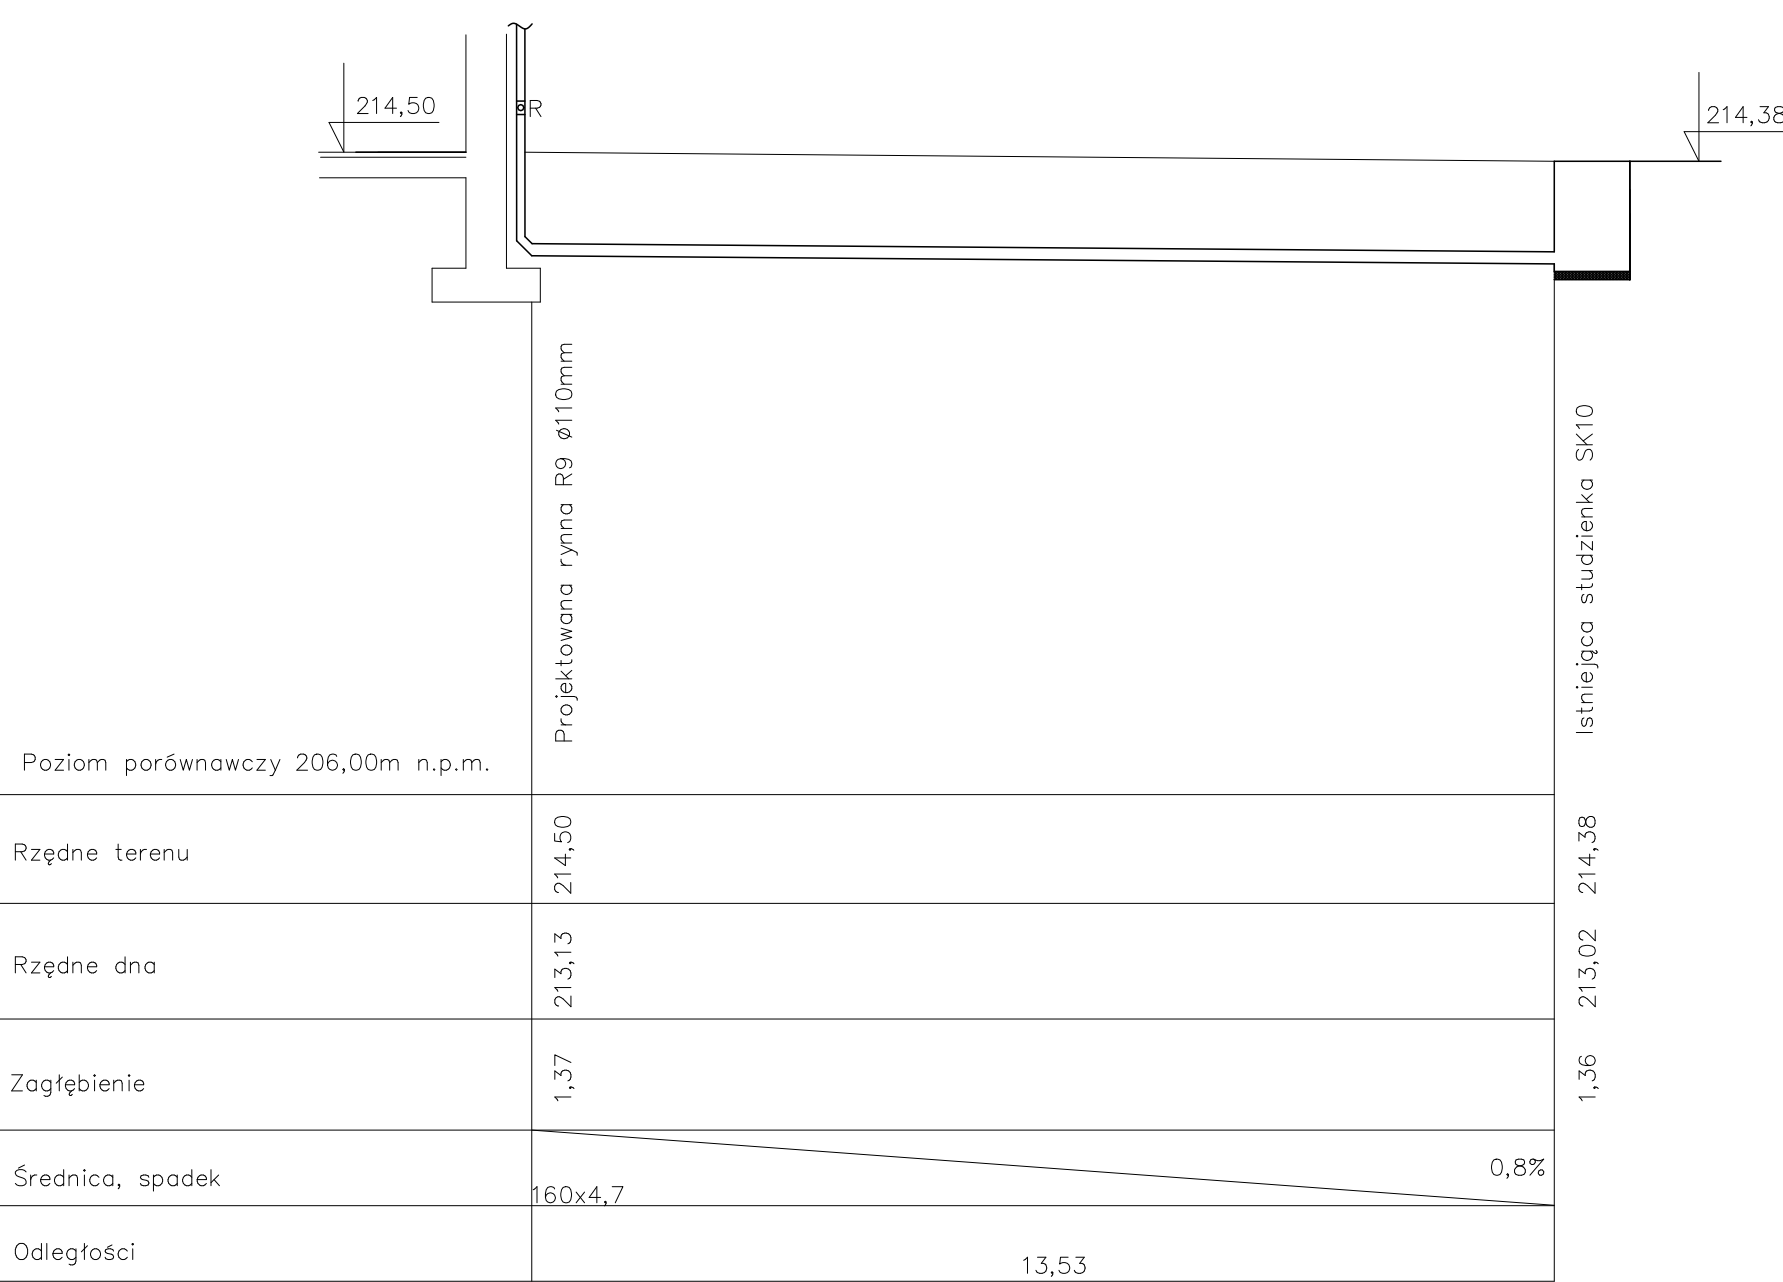 214,50
R
214,38
Projektowana rynna R9 ø110mm
Istniejąca studzienka SK10
Poziom porównawczy 206,00m n.p.m.
Rzędne terenu
214,50
214,38
Rzędne dna
213,13
213,02
Zagłębienie
1,37
1,36
Średnica, spadek
160x4,7
0,8%
Odległości
13,53